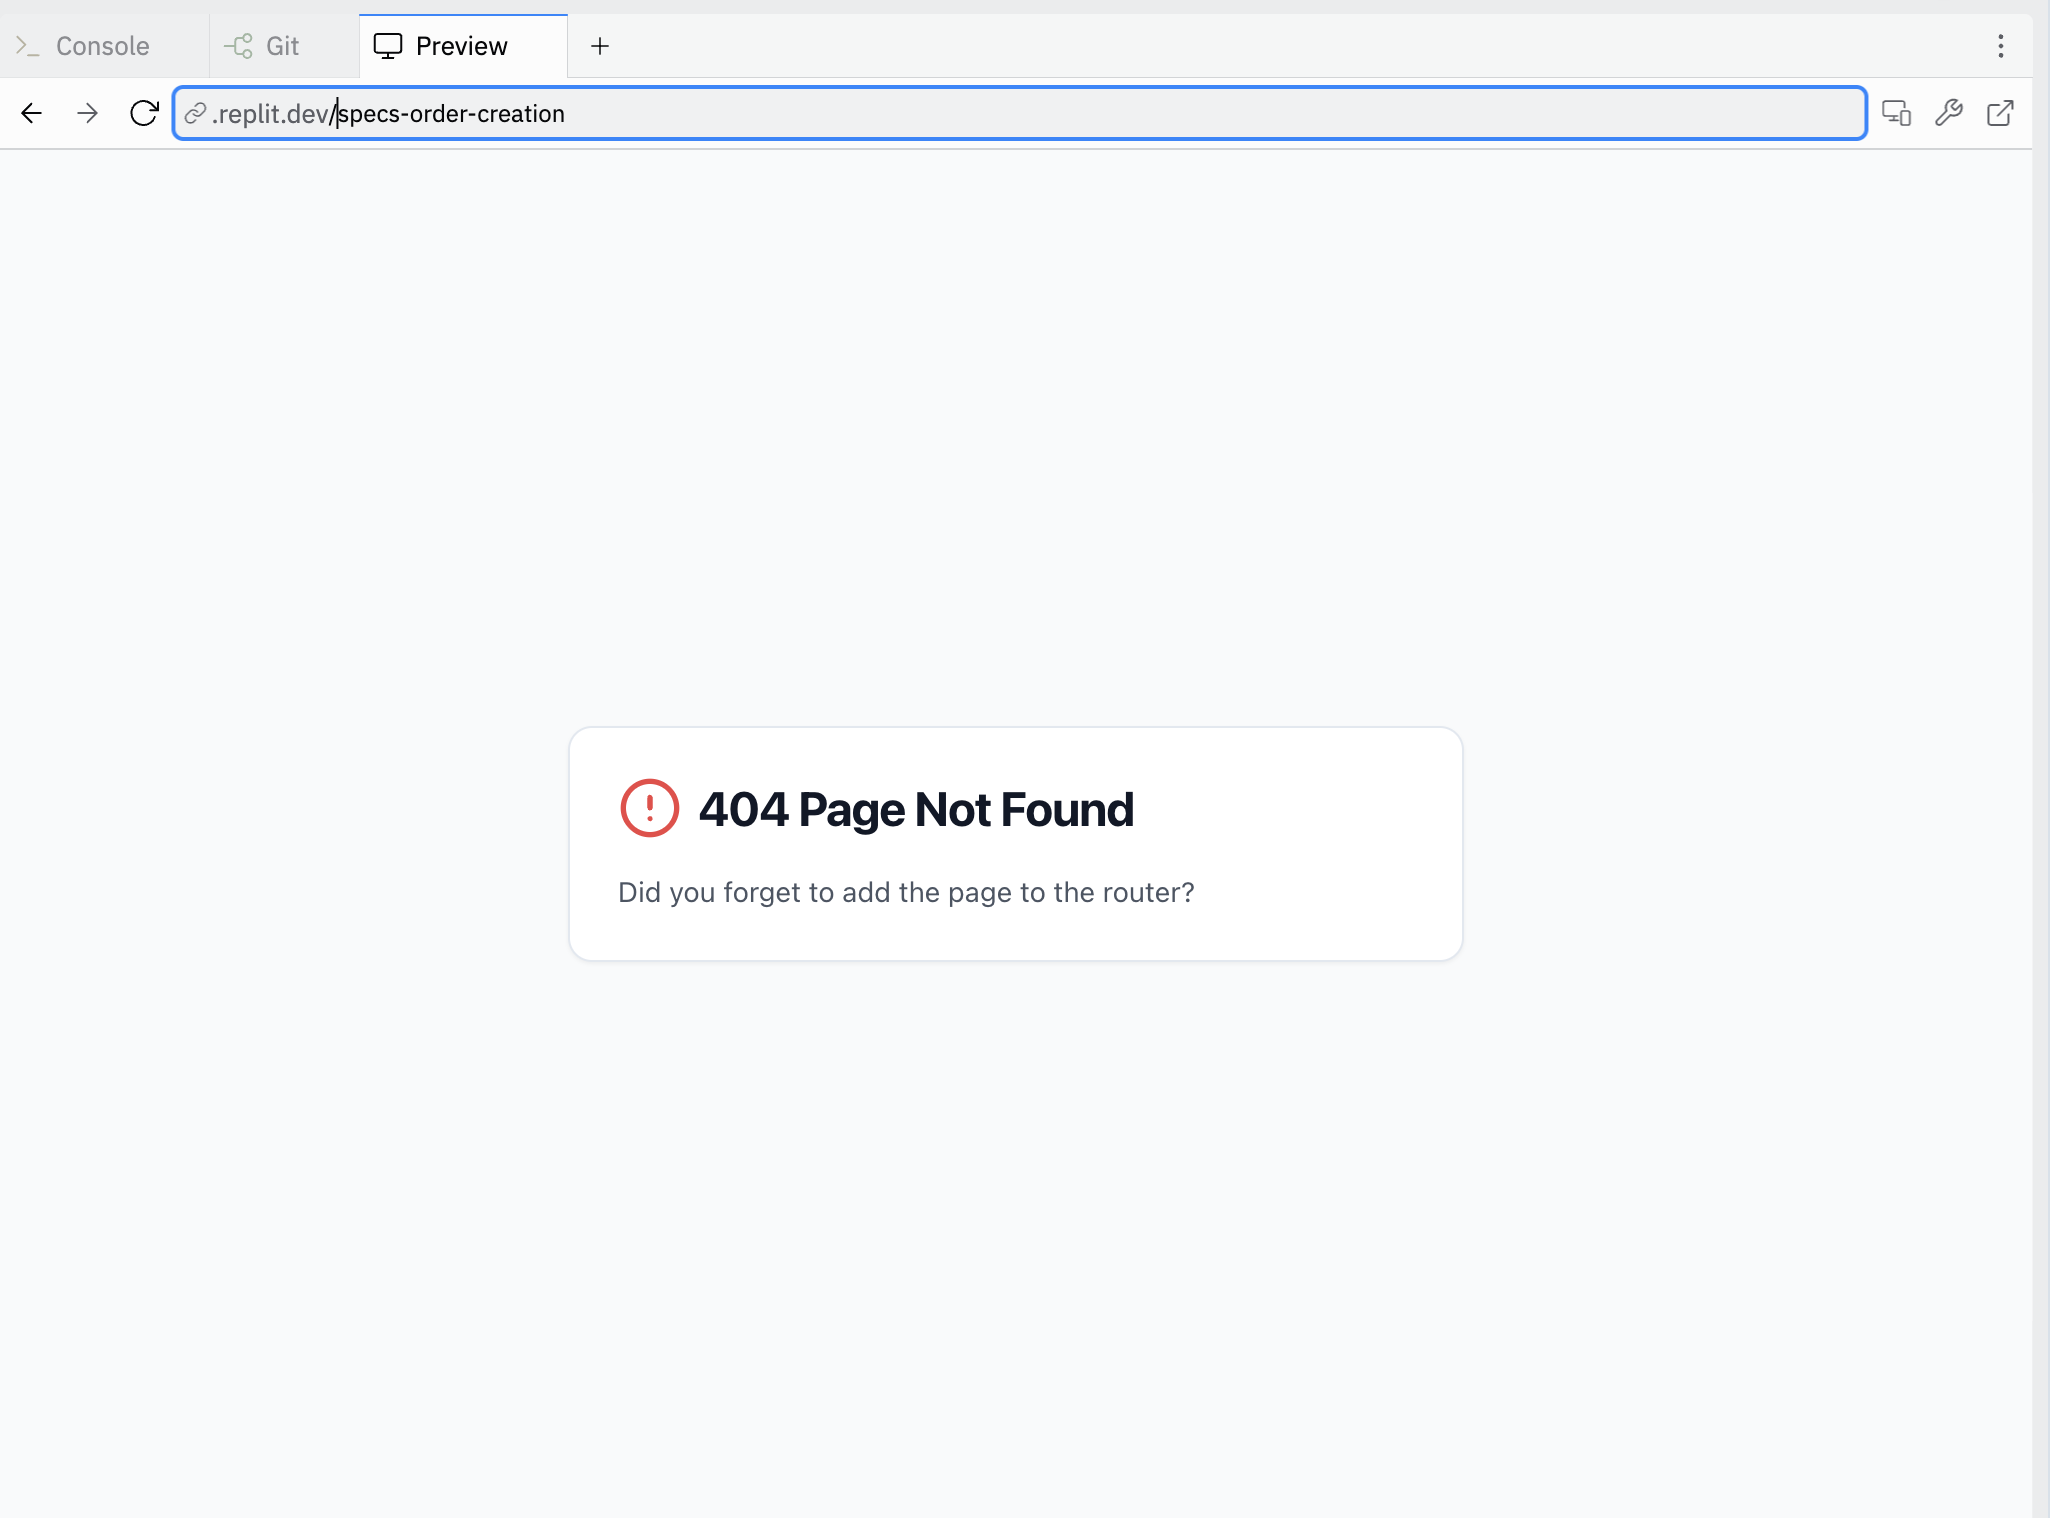 Console
Git
Preview
.replit.dev/specs-order-creation
404 Page Not Found
Did you forget to add the page to the router?